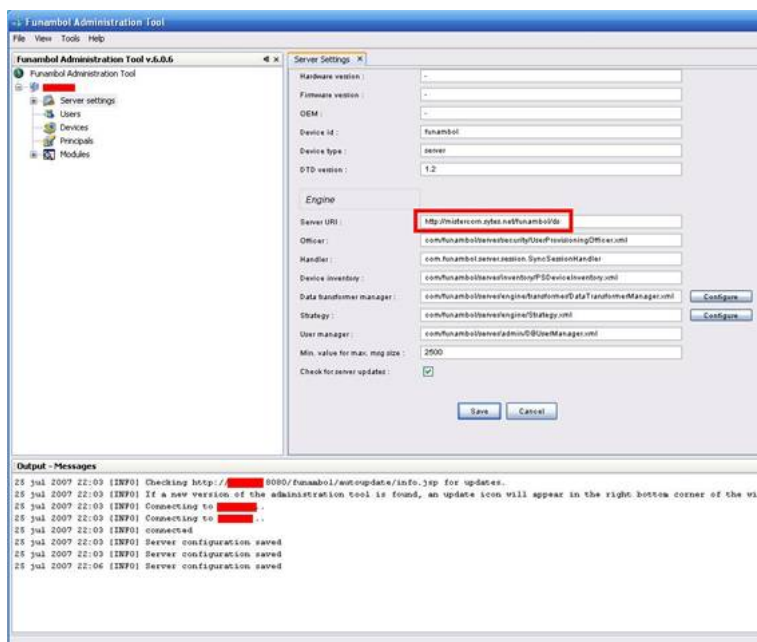 Funambol Administration Tool
File View Tools Help
Funambol Administration Tool v.6.0.6
Funambol Administration Tool
Server settings
Users
Devices
Principals
Modules
Server Settings
Hardware version : -
Firmware version : -
OEM : -
Device id : funambol
Device type : server
DTD version : 1.2
Engine
Server URI : http://mistercom.sytes.net/funambol/ds
Officer : com/funambol/server/security/UserProvisioningOfficer.xml
Handler : com.funambol.server.session.SyncSessionHandler
Device inventory : com/funambol/server/inventory/PSDeviceInventory.xml
Data transformer manager : com/funambol/server/engine/transformer/DataTransformerManager.xml Configure
Strategy : com/funambol/server/engine/Strategy.xml Configure
User manager : com/funambol/server/admin/DBUserManager.xml
Min. value for max. msg size : 2500
Check for server updates :
Save Cancel
Output - Messages
25 jul 2007 22:03 [INFO] Checking http:// 8080/funambol/autoupdate/info.jsp for updates.
25 jul 2007 22:03 [INFO] If a new version of the administration tool is found, an update icon will appear in the right bottom corner of the wi
25 jul 2007 22:03 [INFO] Connecting to ..
25 jul 2007 22:03 [INFO] Connecting to ..
25 jul 2007 22:03 [INFO] connected
25 jul 2007 22:03 [INFO] Server configuration saved
25 jul 2007 22:03 [INFO] Server configuration saved
25 jul 2007 22:06 [INFO] Server configuration saved